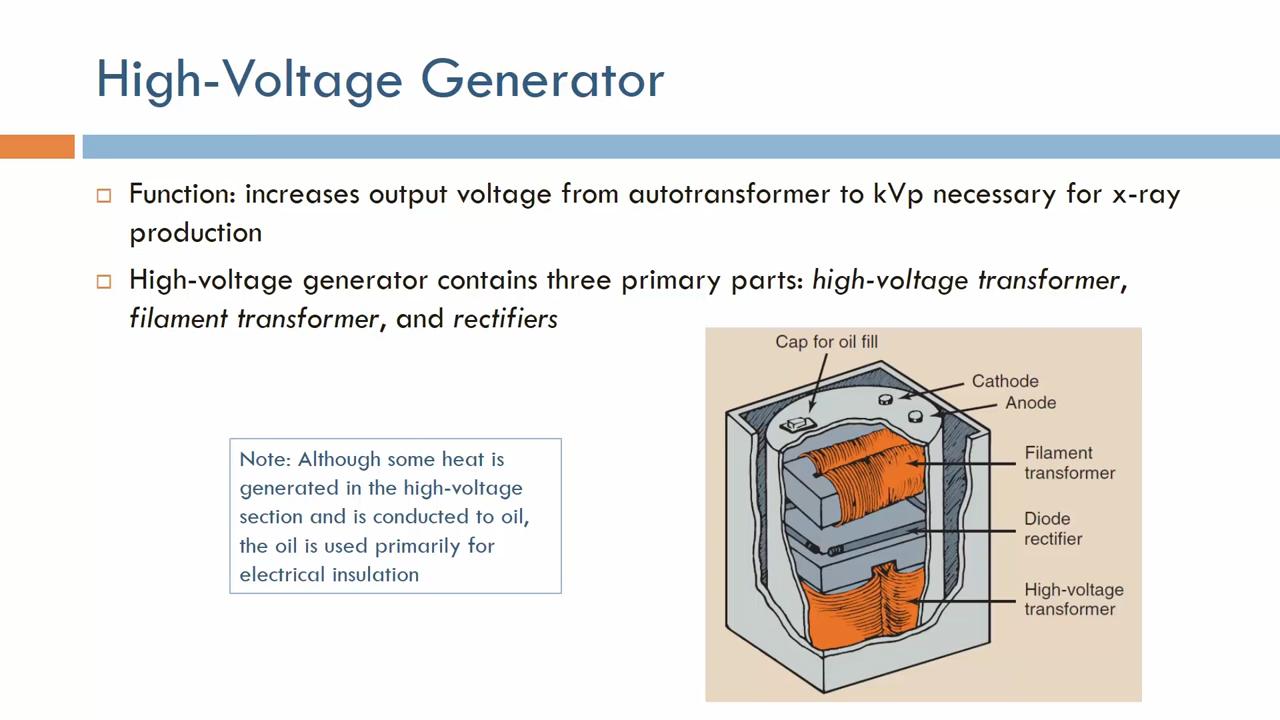 High-Voltage Generator
Function: increases output voltage from autotransformer to kVp necessary for x-ray
production
High-voltage generator contains three primary parts: high-voltage transformer,
filament transformer, and rectifiers
Note: Although some heat is
generated in the high-voltage
section and is conducted to oil,
the oil is used primarily for
electrical insulation
Cap for oil fill
Cathode
Anode
Filament
transformer
Diode
rectifier
High-voltage
transformer